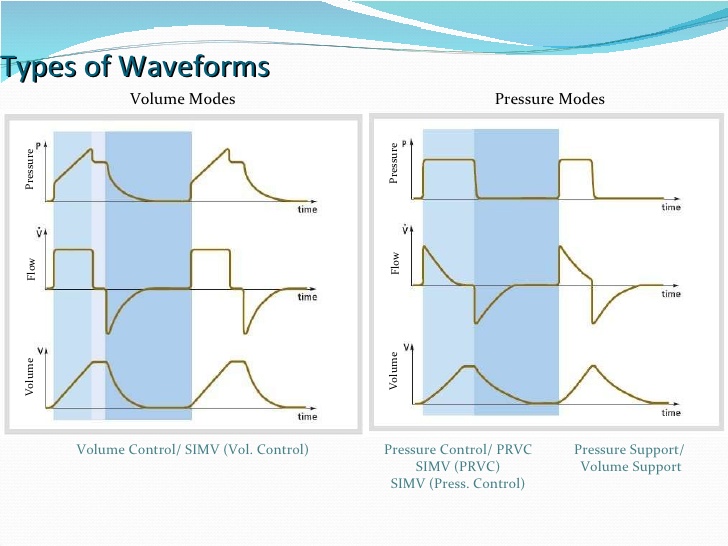 Types of Waveforms
Volume Modes
Pressure Modes
Pressure
P
time
Flow
V̇
time
Volume
V
time
Pressure
P
time
Flow
V̇
time
Volume
V
time
Volume Control/ SIMV (Vol. Control)
Pressure Control/ PRVC
SIMV (PRVC)
SIMV (Press. Control)
Pressure Support/
Volume Support